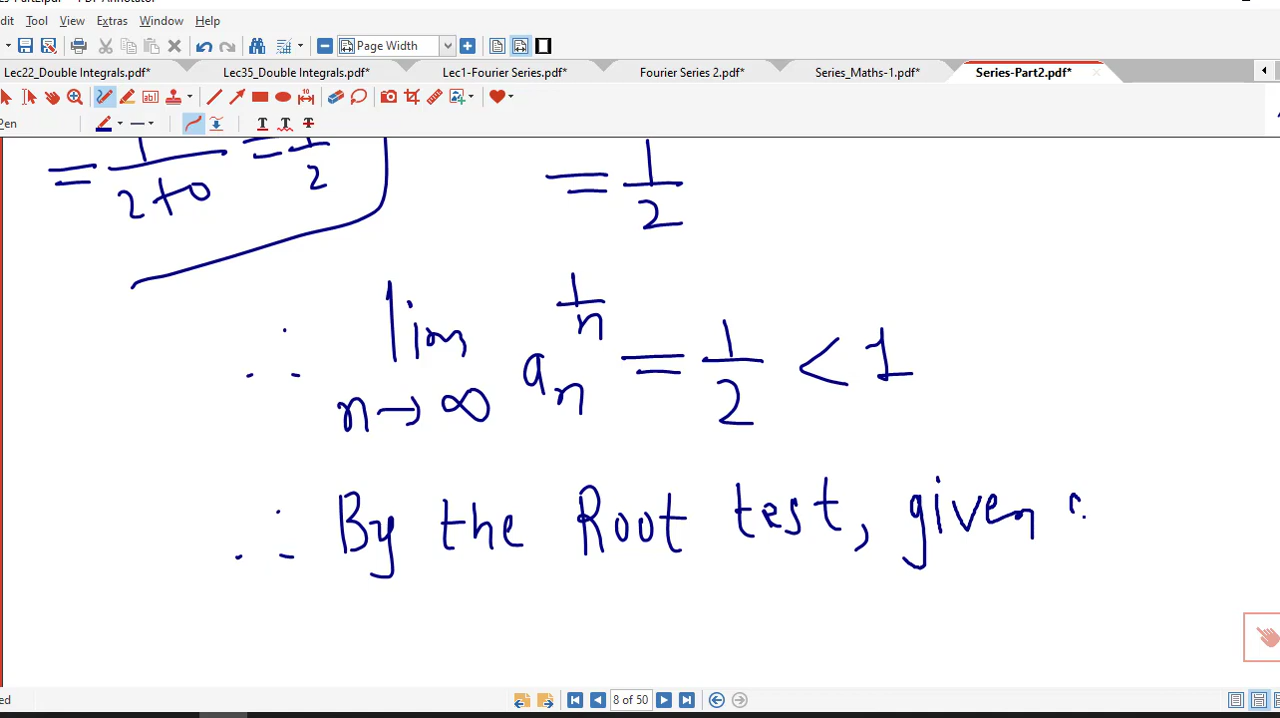 dit Tool View Extras Window Help
Page Width
Lec22_Double Integrals.pdf* Lec35_Double Integrals.pdf* Lec1-Fourier Series.pdf* Fourier Series 2.pdf* Series_Maths-1.pdf* Series-Part2.pdf*
Pen
= 1/(2+0) = 1/2
= 1/2
∴ lim n→∞ a_n^(1/n) = 1/2 < 1
∴ By the Root test, given
8 of 50